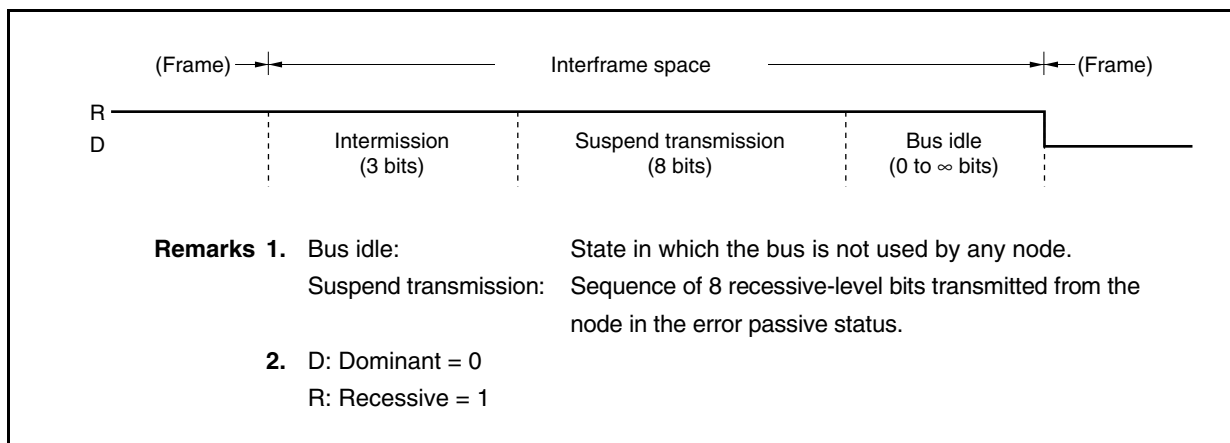 (Frame) Interframe space (Frame)
R
D
Intermission (3 bits)
Suspend transmission (8 bits)
Bus idle (0 to ∞ bits)
Remarks 1. Bus idle: State in which the bus is not used by any node.
Suspend transmission: Sequence of 8 recessive-level bits transmitted from the
node in the error passive status.
2. D: Dominant = 0
R: Recessive = 1